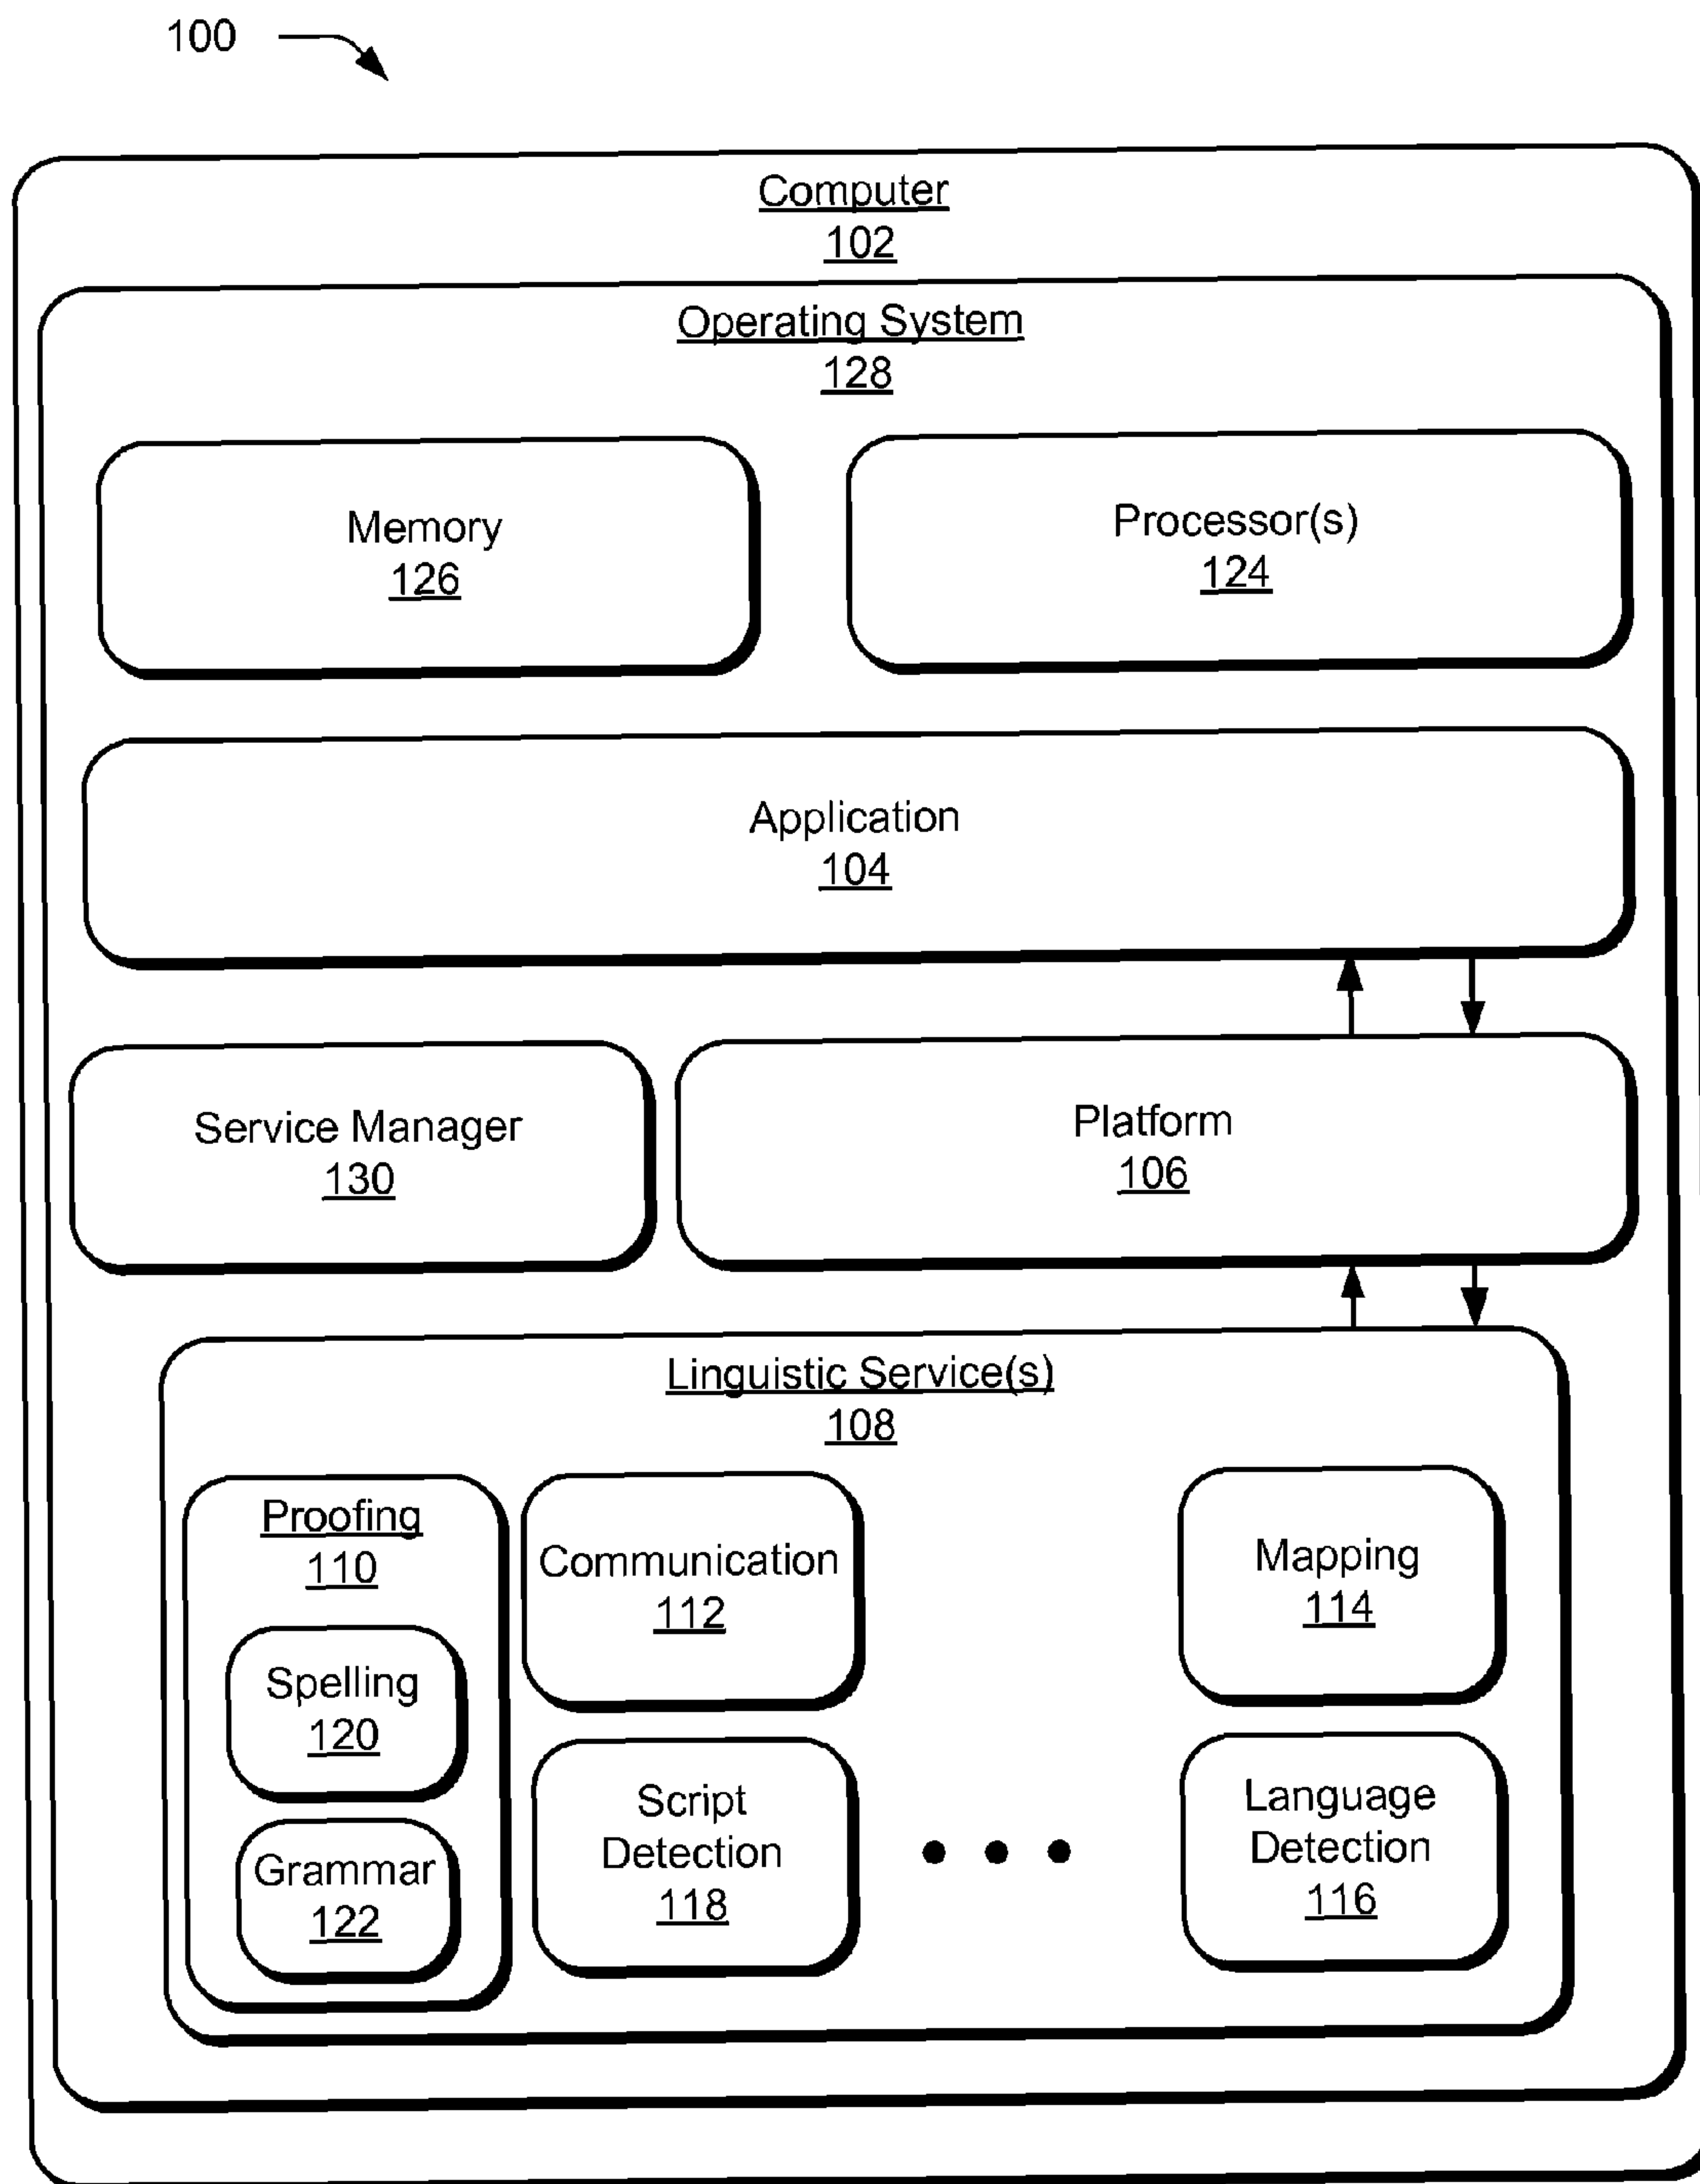 100
Computer
102
Operating System
128
Memory
126
Processor(s)
124
Application
104
Service Manager
130
Platform
106
Linguistic Service(s)
108
Proofing
110
Spelling
120
Grammar
122
Communication
112
Mapping
114
Script
Detection
118
Language
Detection
116